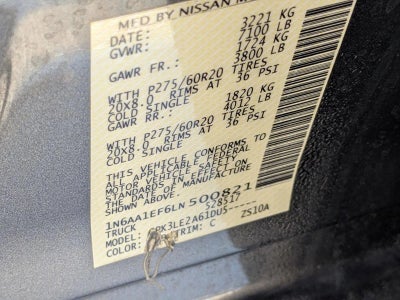 MFD BY NISSAN
DATE: 3221 KG
GVWR: 7100 LB
1724 KG
GAWR FR.: 3800 LB
WITH P275/60R20 TIRES
20X8.0 RIMS AT 36 PSI
COLD SINGLE 1820 KG
GAWR RR.: 4012 LB
WITH P275/60R20 TIRES
20X8.0 RIMS AT 36 PSI
COLD SINGLE
THIS VEHICLE CONFORMS TO
ALL APPLICABLE FEDERAL
MOTOR VEHICLE SAFETY
STANDARDS IN EFFECT ON
THE DATE OF MANUFACTURE
SHOWN ABOVE.
1N6AA1EF6LN500821
TRUCK 528517
MODEL: PK3LE2A61DUS-----
COLOR: TRIM: C ZS10A